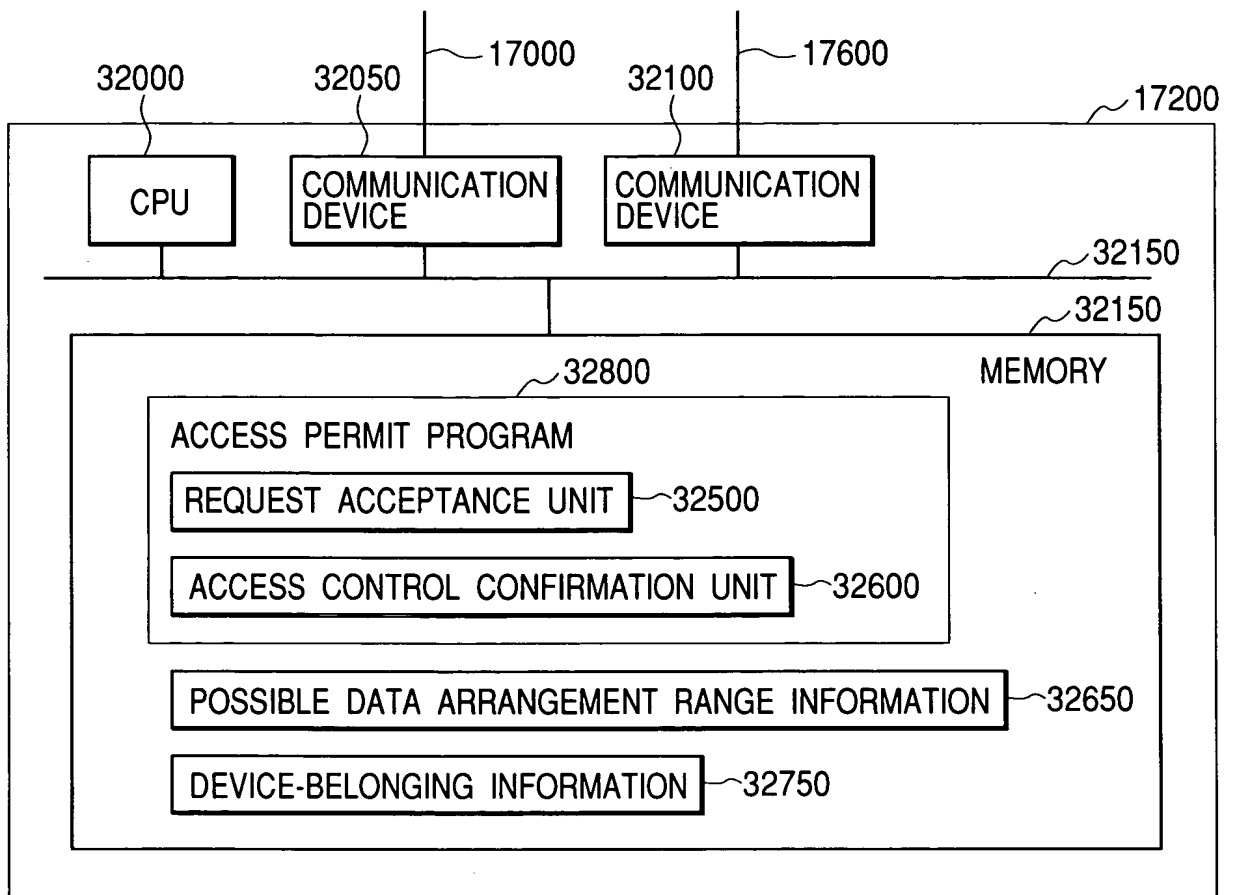 17000
17600
32000
32050
32100
17200
CPU
COMMUNICATION
DEVICE
COMMUNICATION
DEVICE
32150
32150
32800
MEMORY
ACCESS PERMIT PROGRAM
REQUEST ACCEPTANCE UNIT
32500
ACCESS CONTROL CONFIRMATION UNIT
32600
POSSIBLE DATA ARRANGEMENT RANGE INFORMATION
32650
DEVICE-BELONGING INFORMATION
32750